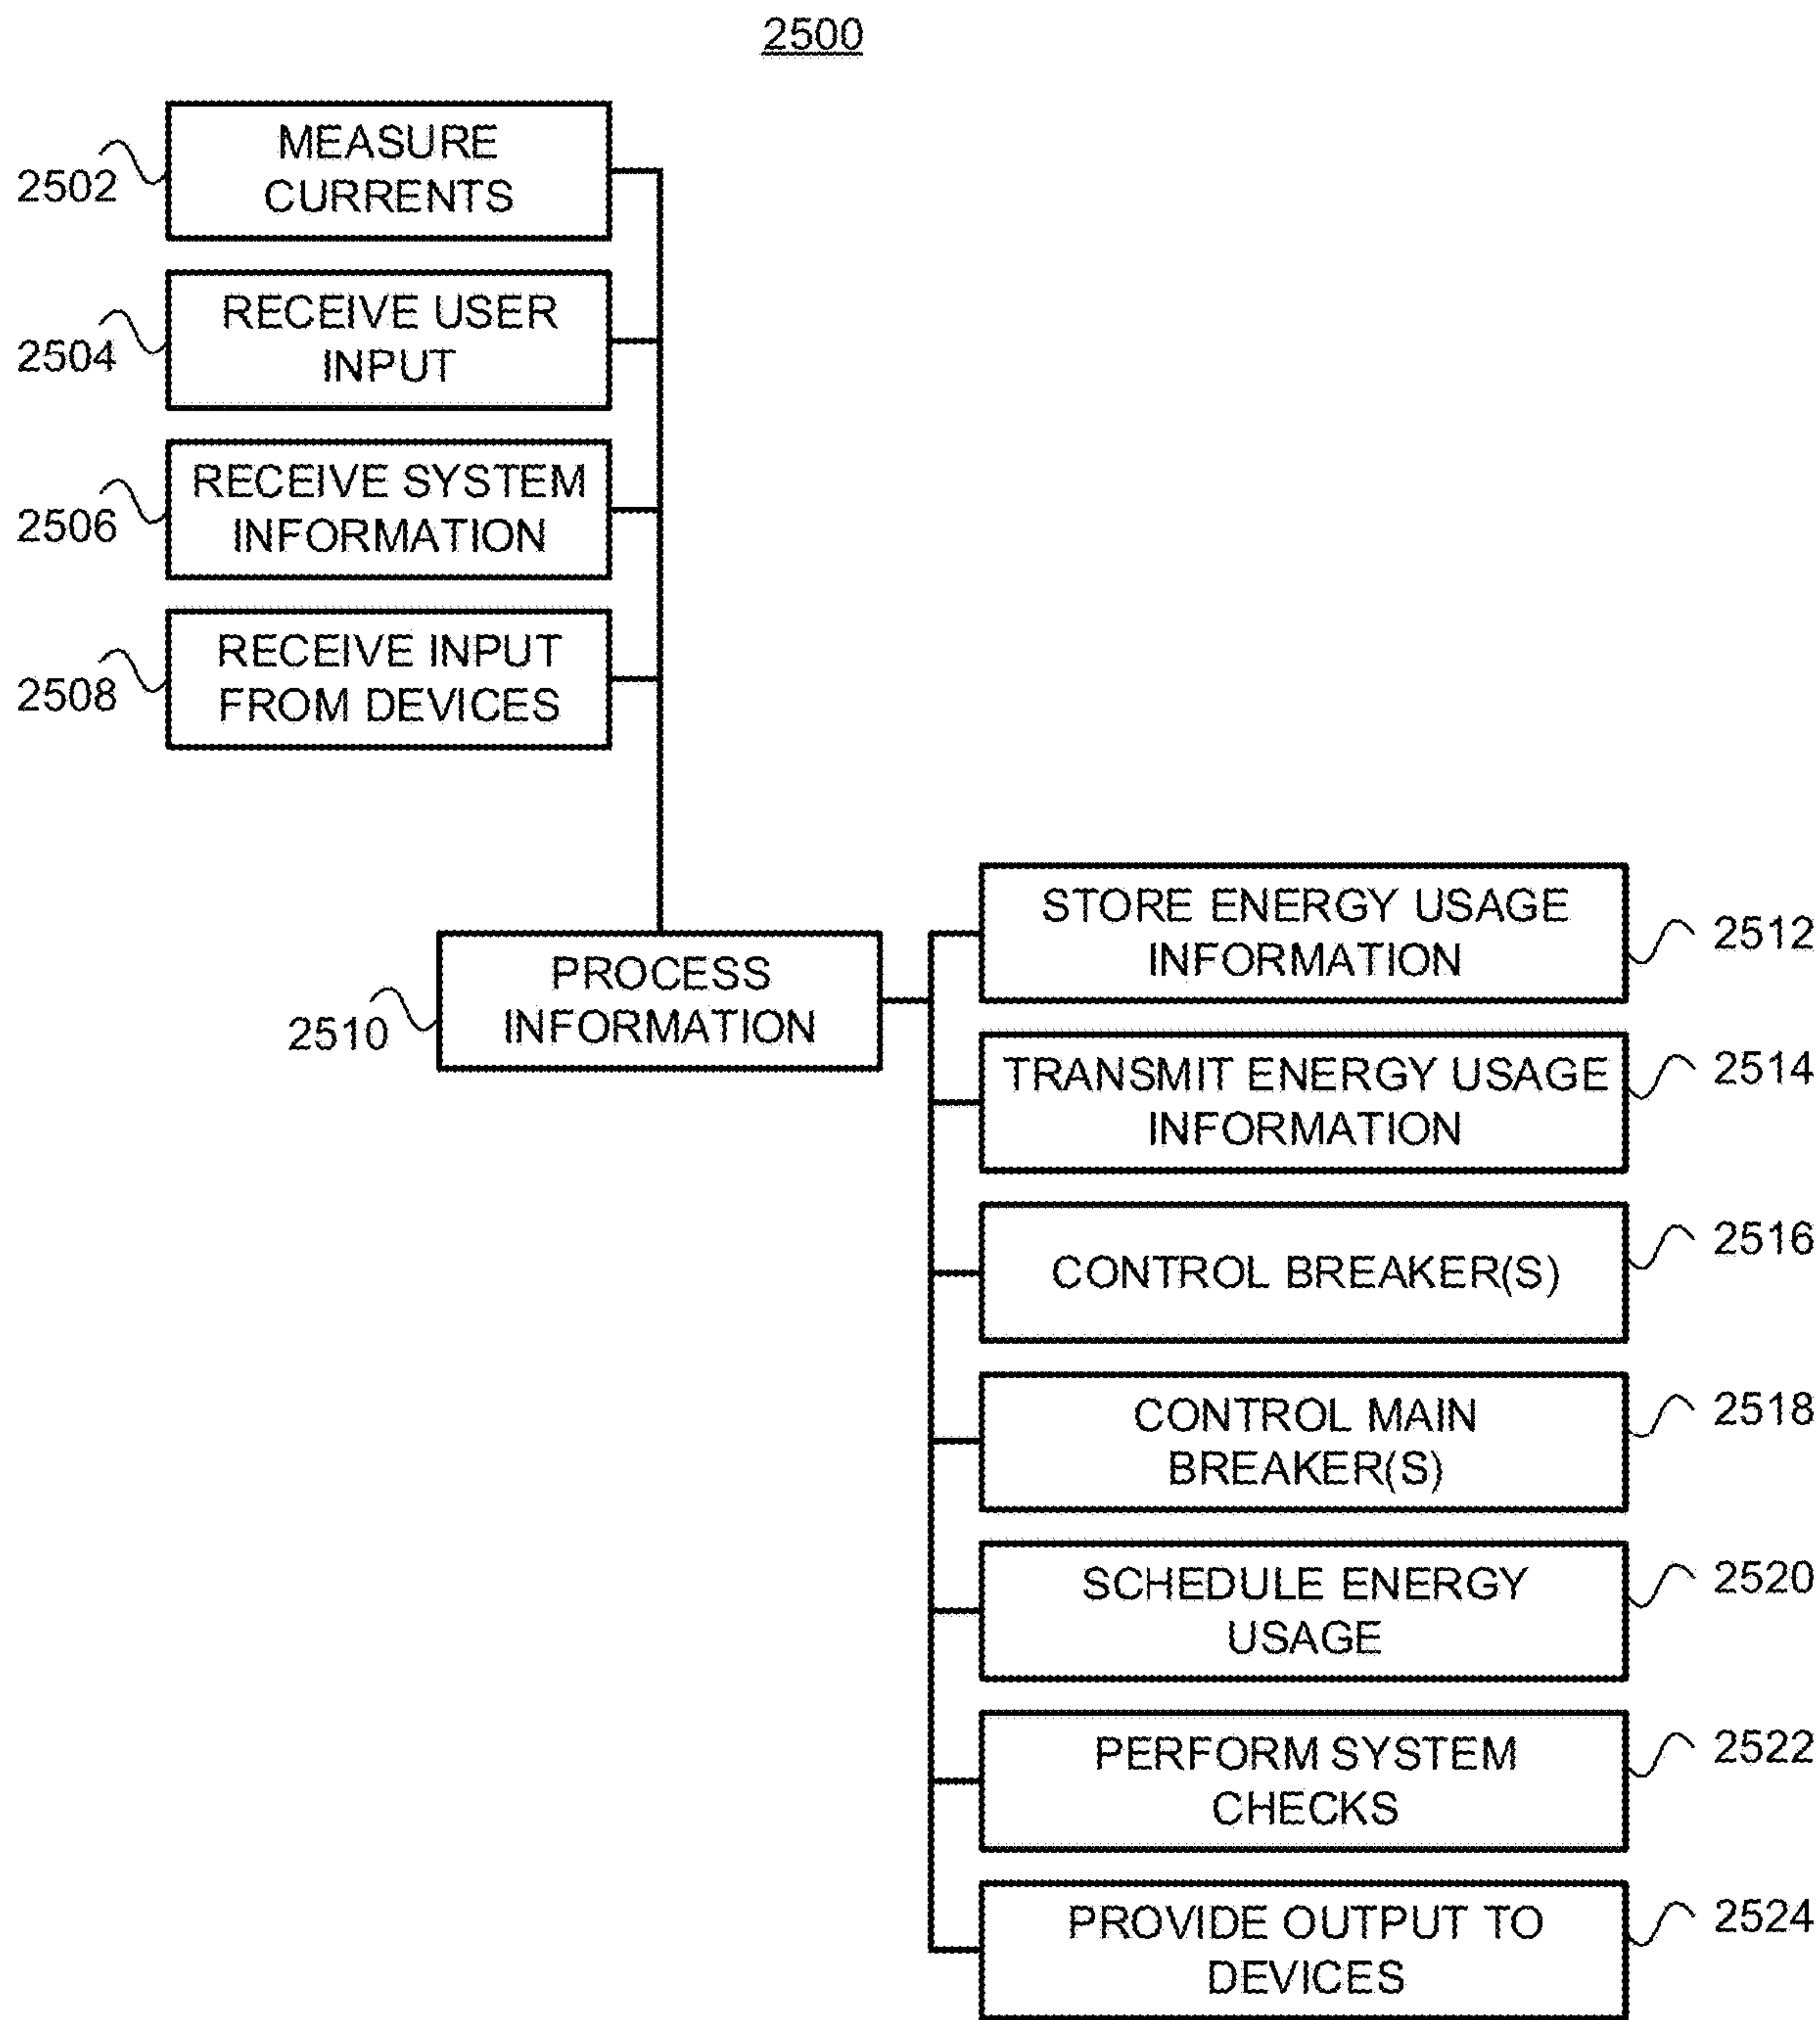 2500
MEASURE
CURRENTS
2502
RECEIVE USER
INPUT
2504
RECEIVE SYSTEM
INFORMATION
2506
RECEIVE INPUT
FROM DEVICES
2508
PROCESS
INFORMATION
2510
STORE ENERGY USAGE
INFORMATION
2512
TRANSMIT ENERGY USAGE
INFORMATION
2514
CONTROL BREAKER(S)
2516
CONTROL MAIN
BREAKER(S)
2518
SCHEDULE ENERGY
USAGE
2520
PERFORM SYSTEM
CHECKS
2522
PROVIDE OUTPUT TO
DEVICES
2524